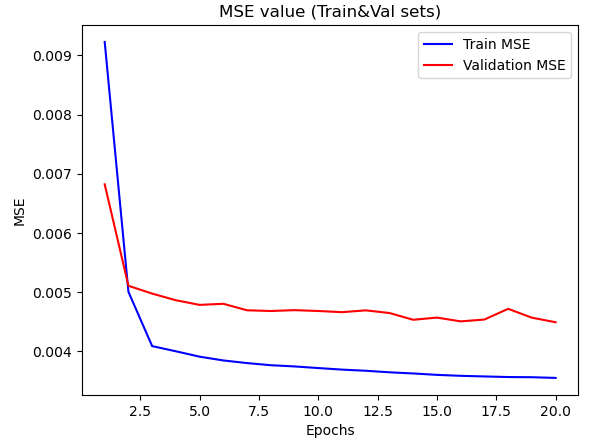 MSE value (Train&Val sets)
Train MSE
Validation MSE
0.009
0.008
0.007
0.006
0.005
0.004
MSE
2.5 5.0 7.5 10.0 12.5 15.0 17.5 20.0
Epochs